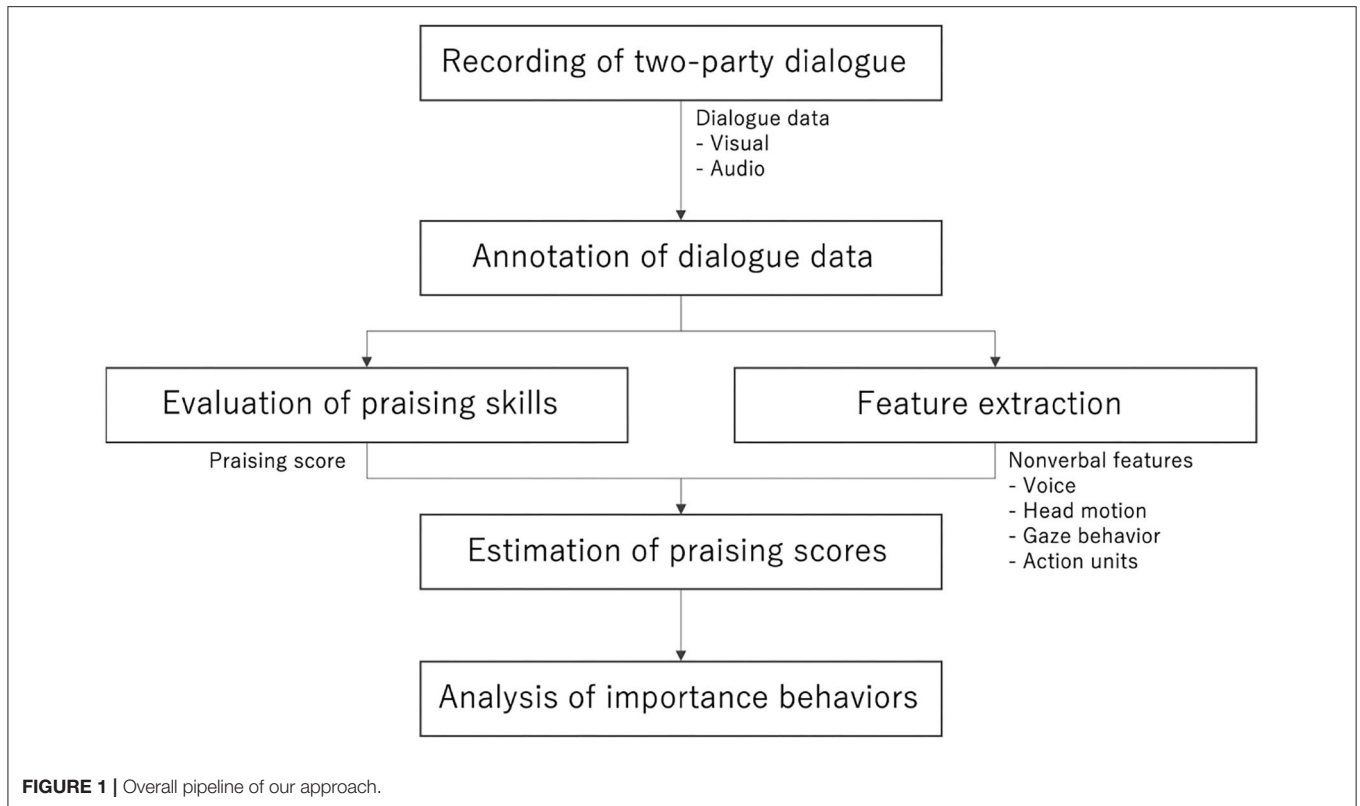 Recording of two-party dialogue
Dialogue data
- Visual
- Audio
Annotation of dialogue data
Evaluation of praising skills
Feature extraction
Praising score
Nonverbal features
- Voice
- Head motion
- Gaze behavior
- Action units
Estimation of praising scores
Analysis of importance behaviors
FIGURE 1 | Overall pipeline of our approach.